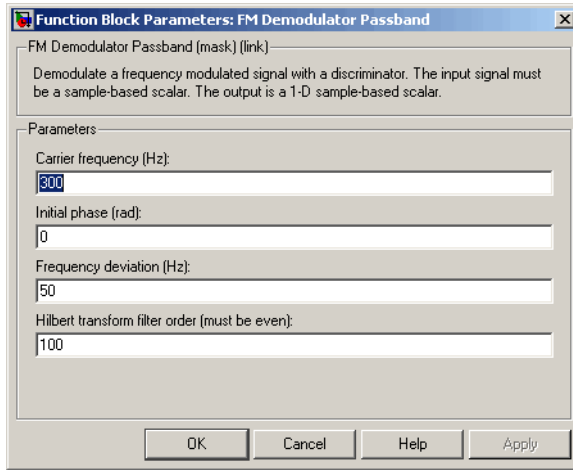 Function Block Parameters: FM Demodulator Passband
FM Demodulator Passband (mask) (link)
Demodulate a frequency modulated signal with a discriminator. The input signal must
be a sample-based scalar. The output is a 1-D sample-based scalar.
Parameters
Carrier frequency (Hz):
300
Initial phase (rad):
0
Frequency deviation (Hz):
50
Hilbert transform filter order (must be even):
100
OK Cancel Help Apply